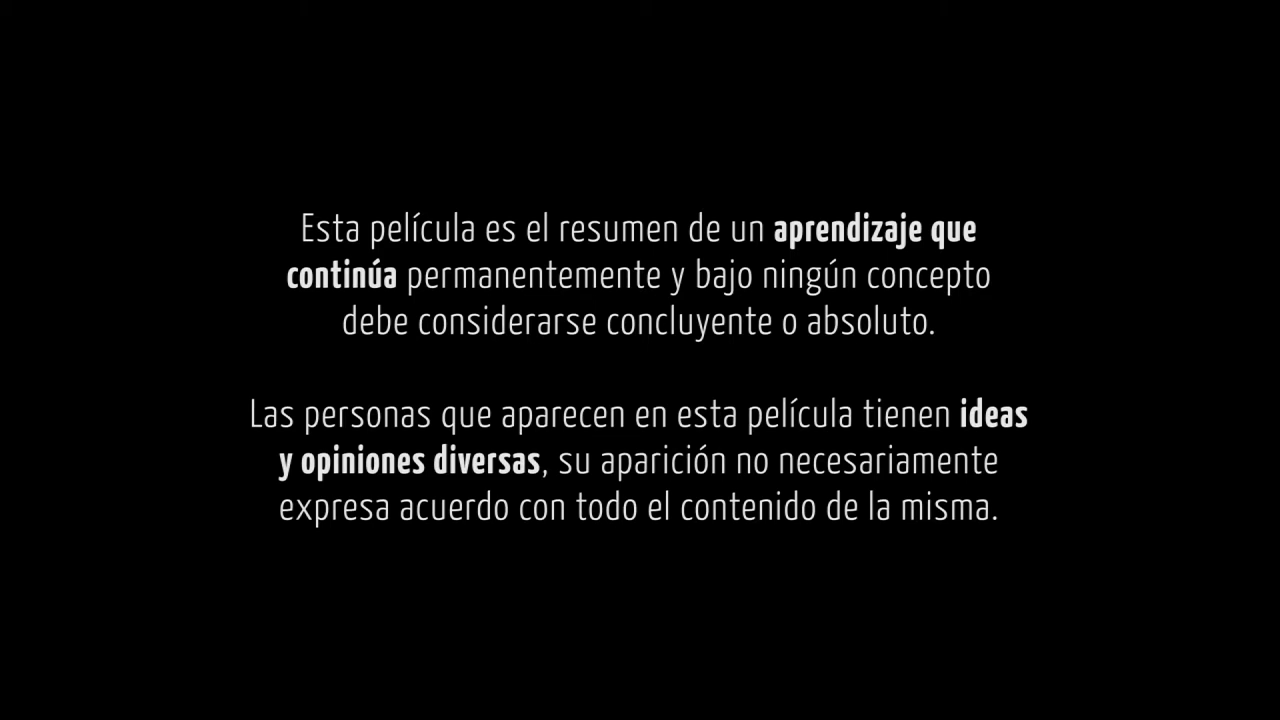 Esta película es el resumen de un aprendizaje que
continúa permanentemente y bajo ningún concepto
debe considerarse concluyente o absoluto.
Las personas que aparecen en esta película tienen ideas
y opiniones diversas, su aparición no necesariamente
expresa acuerdo con todo el contenido de la misma.